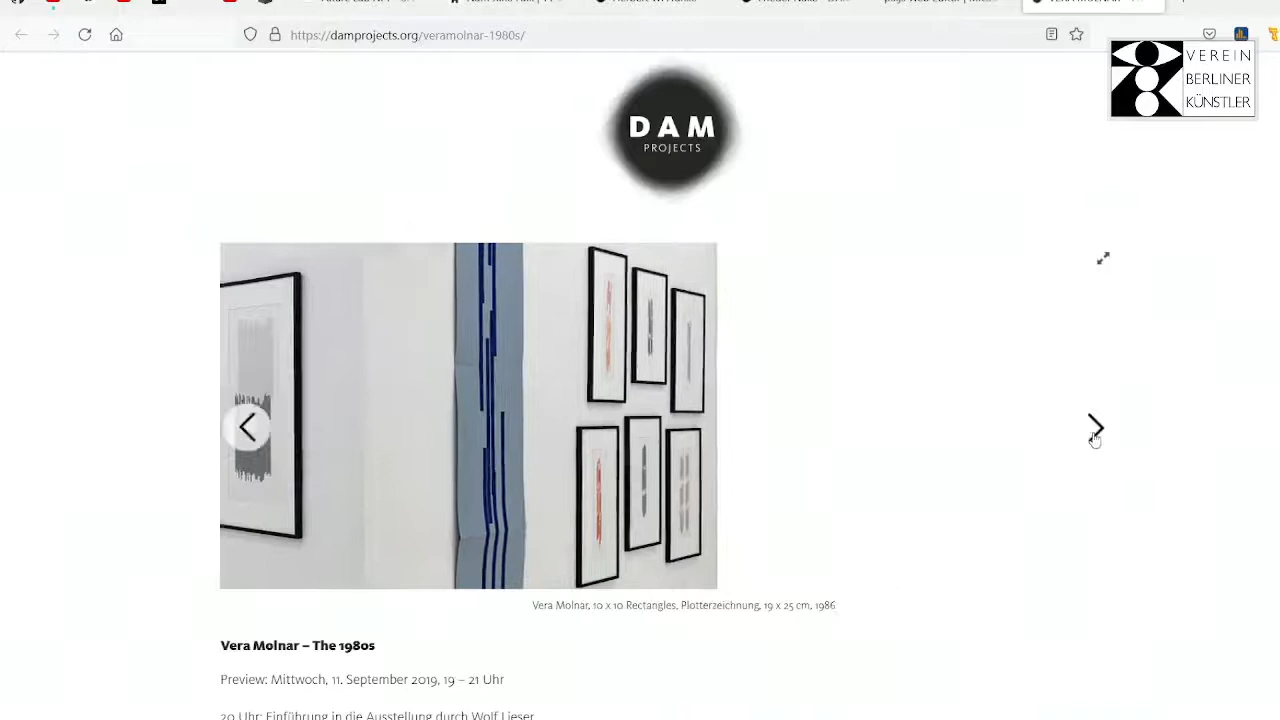 https://damprojects.org/veramolnar-1980s/
VEREIN
BERLINER
KÜNSTLER
DAM
PROJECTS
Vera Molnar, 10 x 10 Rectangles, Plotterzeichnung, 19 x 25 cm, 1986
Vera Molnar – The 1980s
Preview: Mittwoch, 11. September 2019, 19 – 21 Uhr
20 Uhr: Einführung in die Ausstellung durch Wolf Lieser